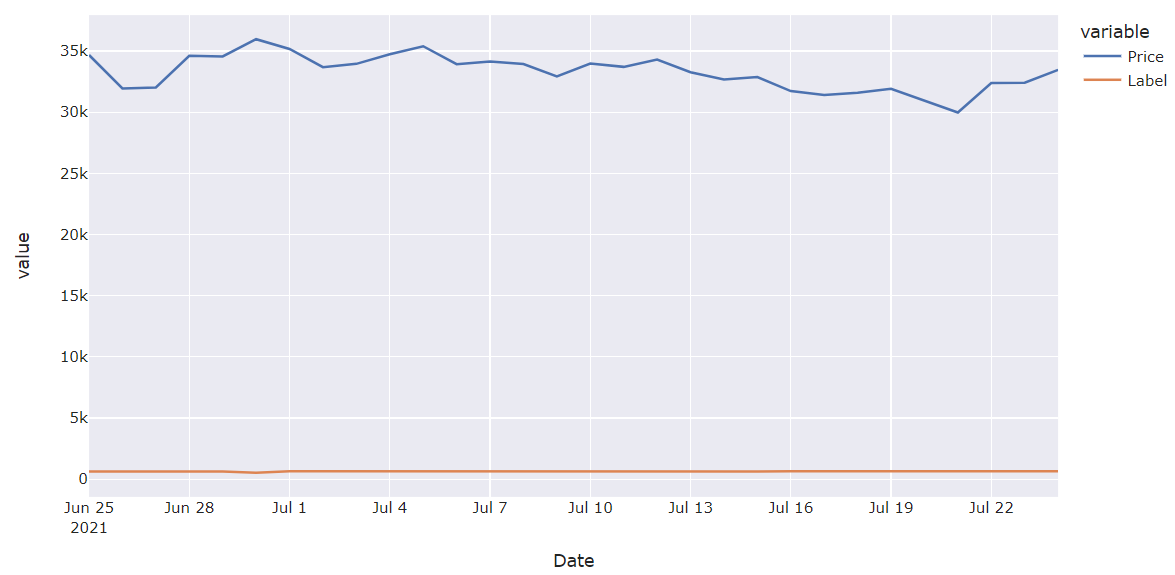 variable
Price
Label
35k
30k
25k
20k
15k
10k
5k
0
value
Jun 25
2021
Jun 28
Jul 1
Jul 4
Jul 7
Jul 10
Jul 13
Jul 16
Jul 19
Jul 22
Date